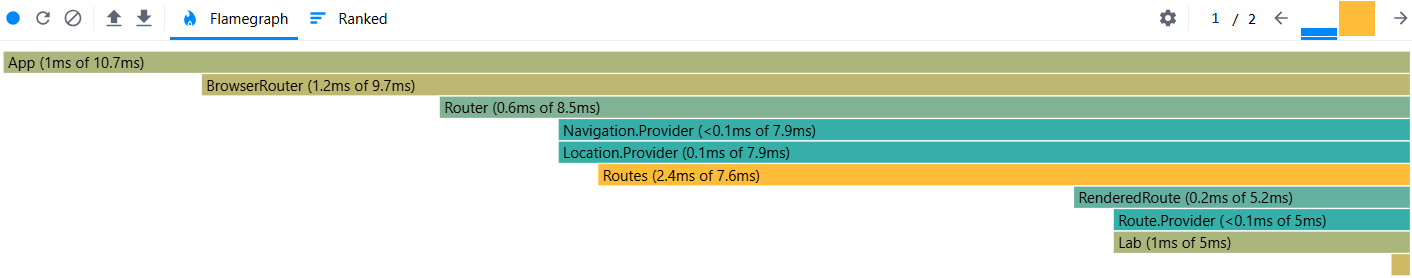 Flamegraph Ranked 1 / 2
App (1ms of 10.7ms)
BrowserRouter (1.2ms of 9.7ms)
Router (0.6ms of 8.5ms)
Navigation.Provider (<0.1ms of 7.9ms)
Location.Provider (0.1ms of 7.9ms)
Routes (2.4ms of 7.6ms)
RenderedRoute (0.2ms of 5.2ms)
Route.Provider (<0.1ms of 5ms)
Lab (1ms of 5ms)